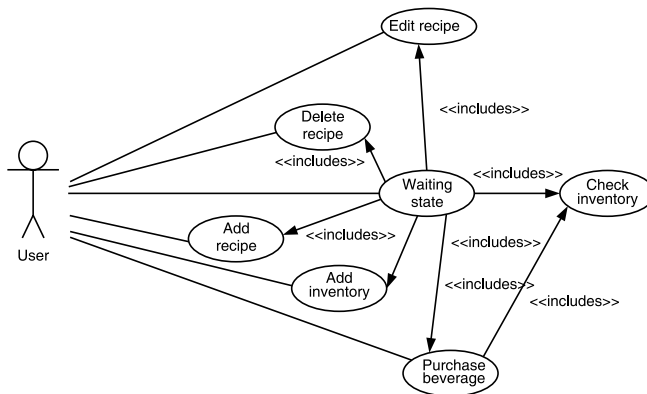 Edit recipe
<<includes>>
Delete
recipe
<<includes>>
Waiting
state
<<includes>>
Check
inventory
User
Add
recipe
<<includes>>
Add
inventory
<<includes>>
<<includes>>
<<includes>>
Purchase
beverage